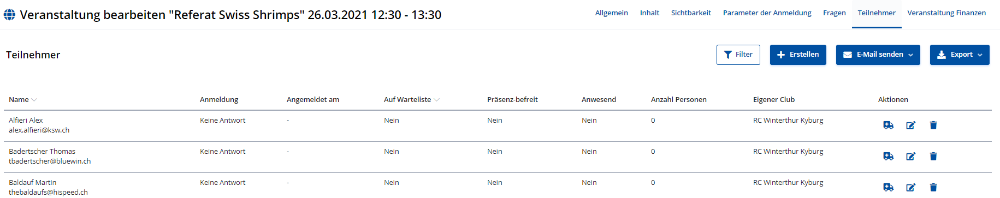 Veranstaltung bearbeiten "Referat Swiss Shrimps" 26.03.2021 12:30 - 13:30
Allgemein Inhalt Sichtbarkeit Parameter der Anmeldung Fragen Teilnehmer Veranstaltung Finanzen
Teilnehmer
Filter Erstellen E-Mail senden Export
Name Anmeldung Angemeldet am Auf Warteliste Präsenz-befreit Anwesend Anzahl Personen Eigener Club Aktionen
Alfieri Alex Keine Antwort - Nein Nein Nein 0 RC Winterthur Kyburg
alex.alfieri@ksw.ch
Badertscher Thomas Keine Antwort - Nein Nein Nein 0 RC Winterthur Kyburg
tbadertscher@bluewin.ch
Baldauf Martin Keine Antwort - Nein Nein Nein 0 RC Winterthur Kyburg
thebaldaufs@hispeed.ch